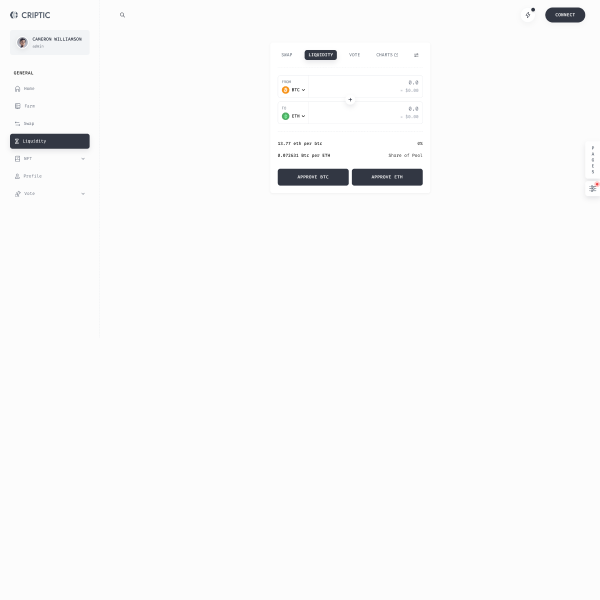 CRIPTIC
CONNECT
CAMERON WILLIAMSON
admin
GENERAL
Home
Farm
Swap
Liquidity
NFT
Profile
Vote
SWAP
LIQUIDITY
VOTE
CHARTS
FROM
BTC
0.0
≈ $0.00
+
TO
ETH
0.0
≈ $0.00
13.77 eth per btc
0%
0.072631 Btc per ETH
Share of Pool
APPROVE BTC
APPROVE ETH
PAGES